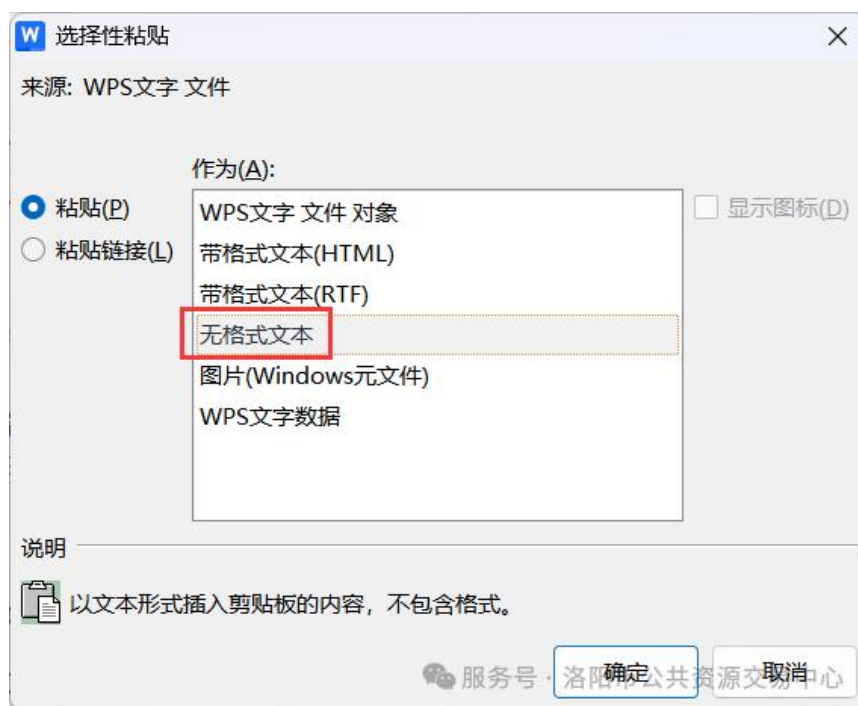 W 选择性粘贴
来源: WPS文字 文件
作为(A):
粘贴(P)
粘贴链接(L)
WPS文字 文件 对象
带格式文本(HTML)
带格式文本(RTF)
无格式文本
图片(Windows元文件)
WPS文字数据
显示图标(D)
说明
以文本形式插入剪贴板的内容，不包含格式。
确定
取消
服务号 · 洛阳市公共资源交易中心